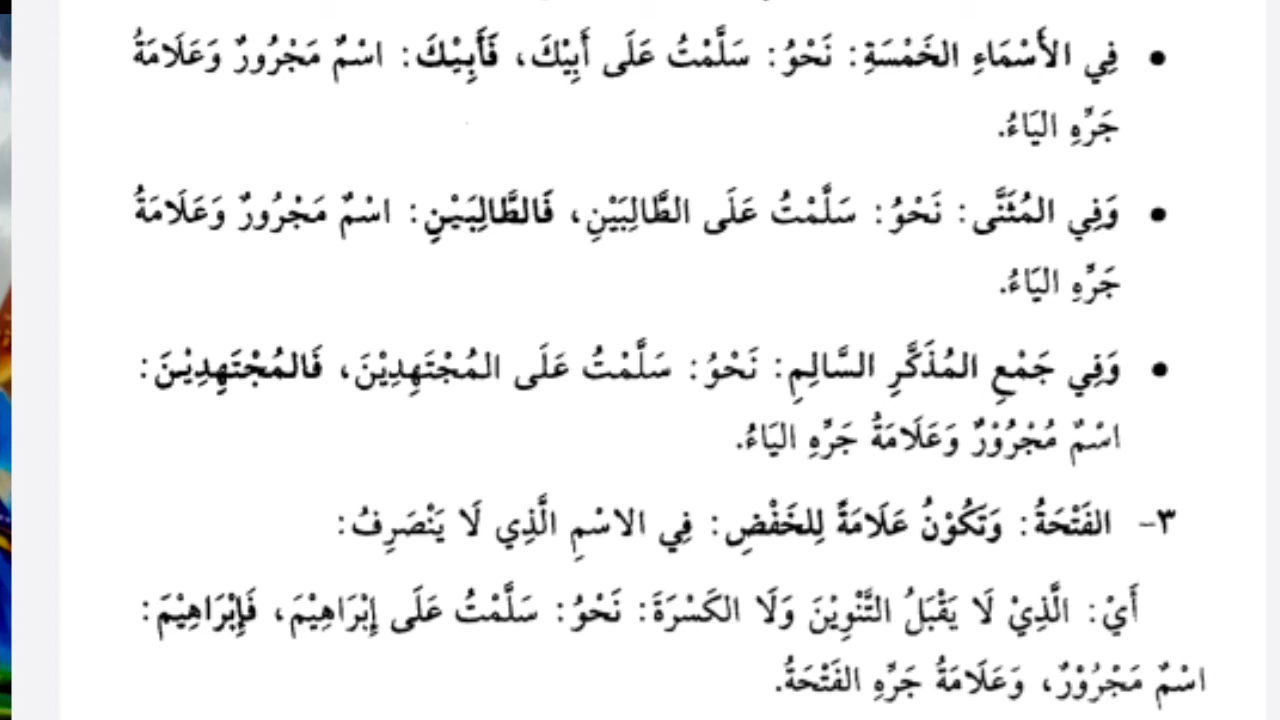 • فِي الأَسْمَاءِ الخَمْسَةِ: نَحْوُ: سَلَّمْتُ عَلَى أَبِيْكَ، فَأَبِيْكَ: اسْمٌ مَجْرُورٌ وَعَلَامَةُ
جَرِّهِ اليَاءُ.
• وَفِي المُثَنَّى: نَحْوُ: سَلَّمْتُ عَلَى الطَّالِبَيْنِ، فَالطَّالِبَيْنِ: اسْمٌ مَجْرُورٌ وَعَلَامَةُ
جَرِّهِ اليَاءُ.
• وَفِي جَمْعِ المُذَكَّرِ السَّالِمِ: نَحْوُ: سَلَّمْتُ عَلَى المُجْتَهِدِيْنَ، فَالمُجْتَهِدِيْنَ:
اسْمٌ مُجْرُوْرٌ وَعَلَامَةُ جَرِّهِ اليَاءُ.
٣- الفَتْحَةُ: وَتَكُوْنُ عَلَامَةً لِلخَفْضِ: فِي الاسْمِ الَّذِي لَا يَنْصَرِفُ:
أَيْ: الَّذِيْ لَا يَقْبَلُ التَّنْوِيْنَ وَلَا الكَسْرَةَ: نَحْوُ: سَلَّمْتُ عَلَى إِبْرَاهِيْمَ، فَإِبْرَاهِيْمَ:
اسْمٌ مَجْرُوْرٌ، وَعَلَامَةُ جَرِّهِ الفَتْحَةُ.